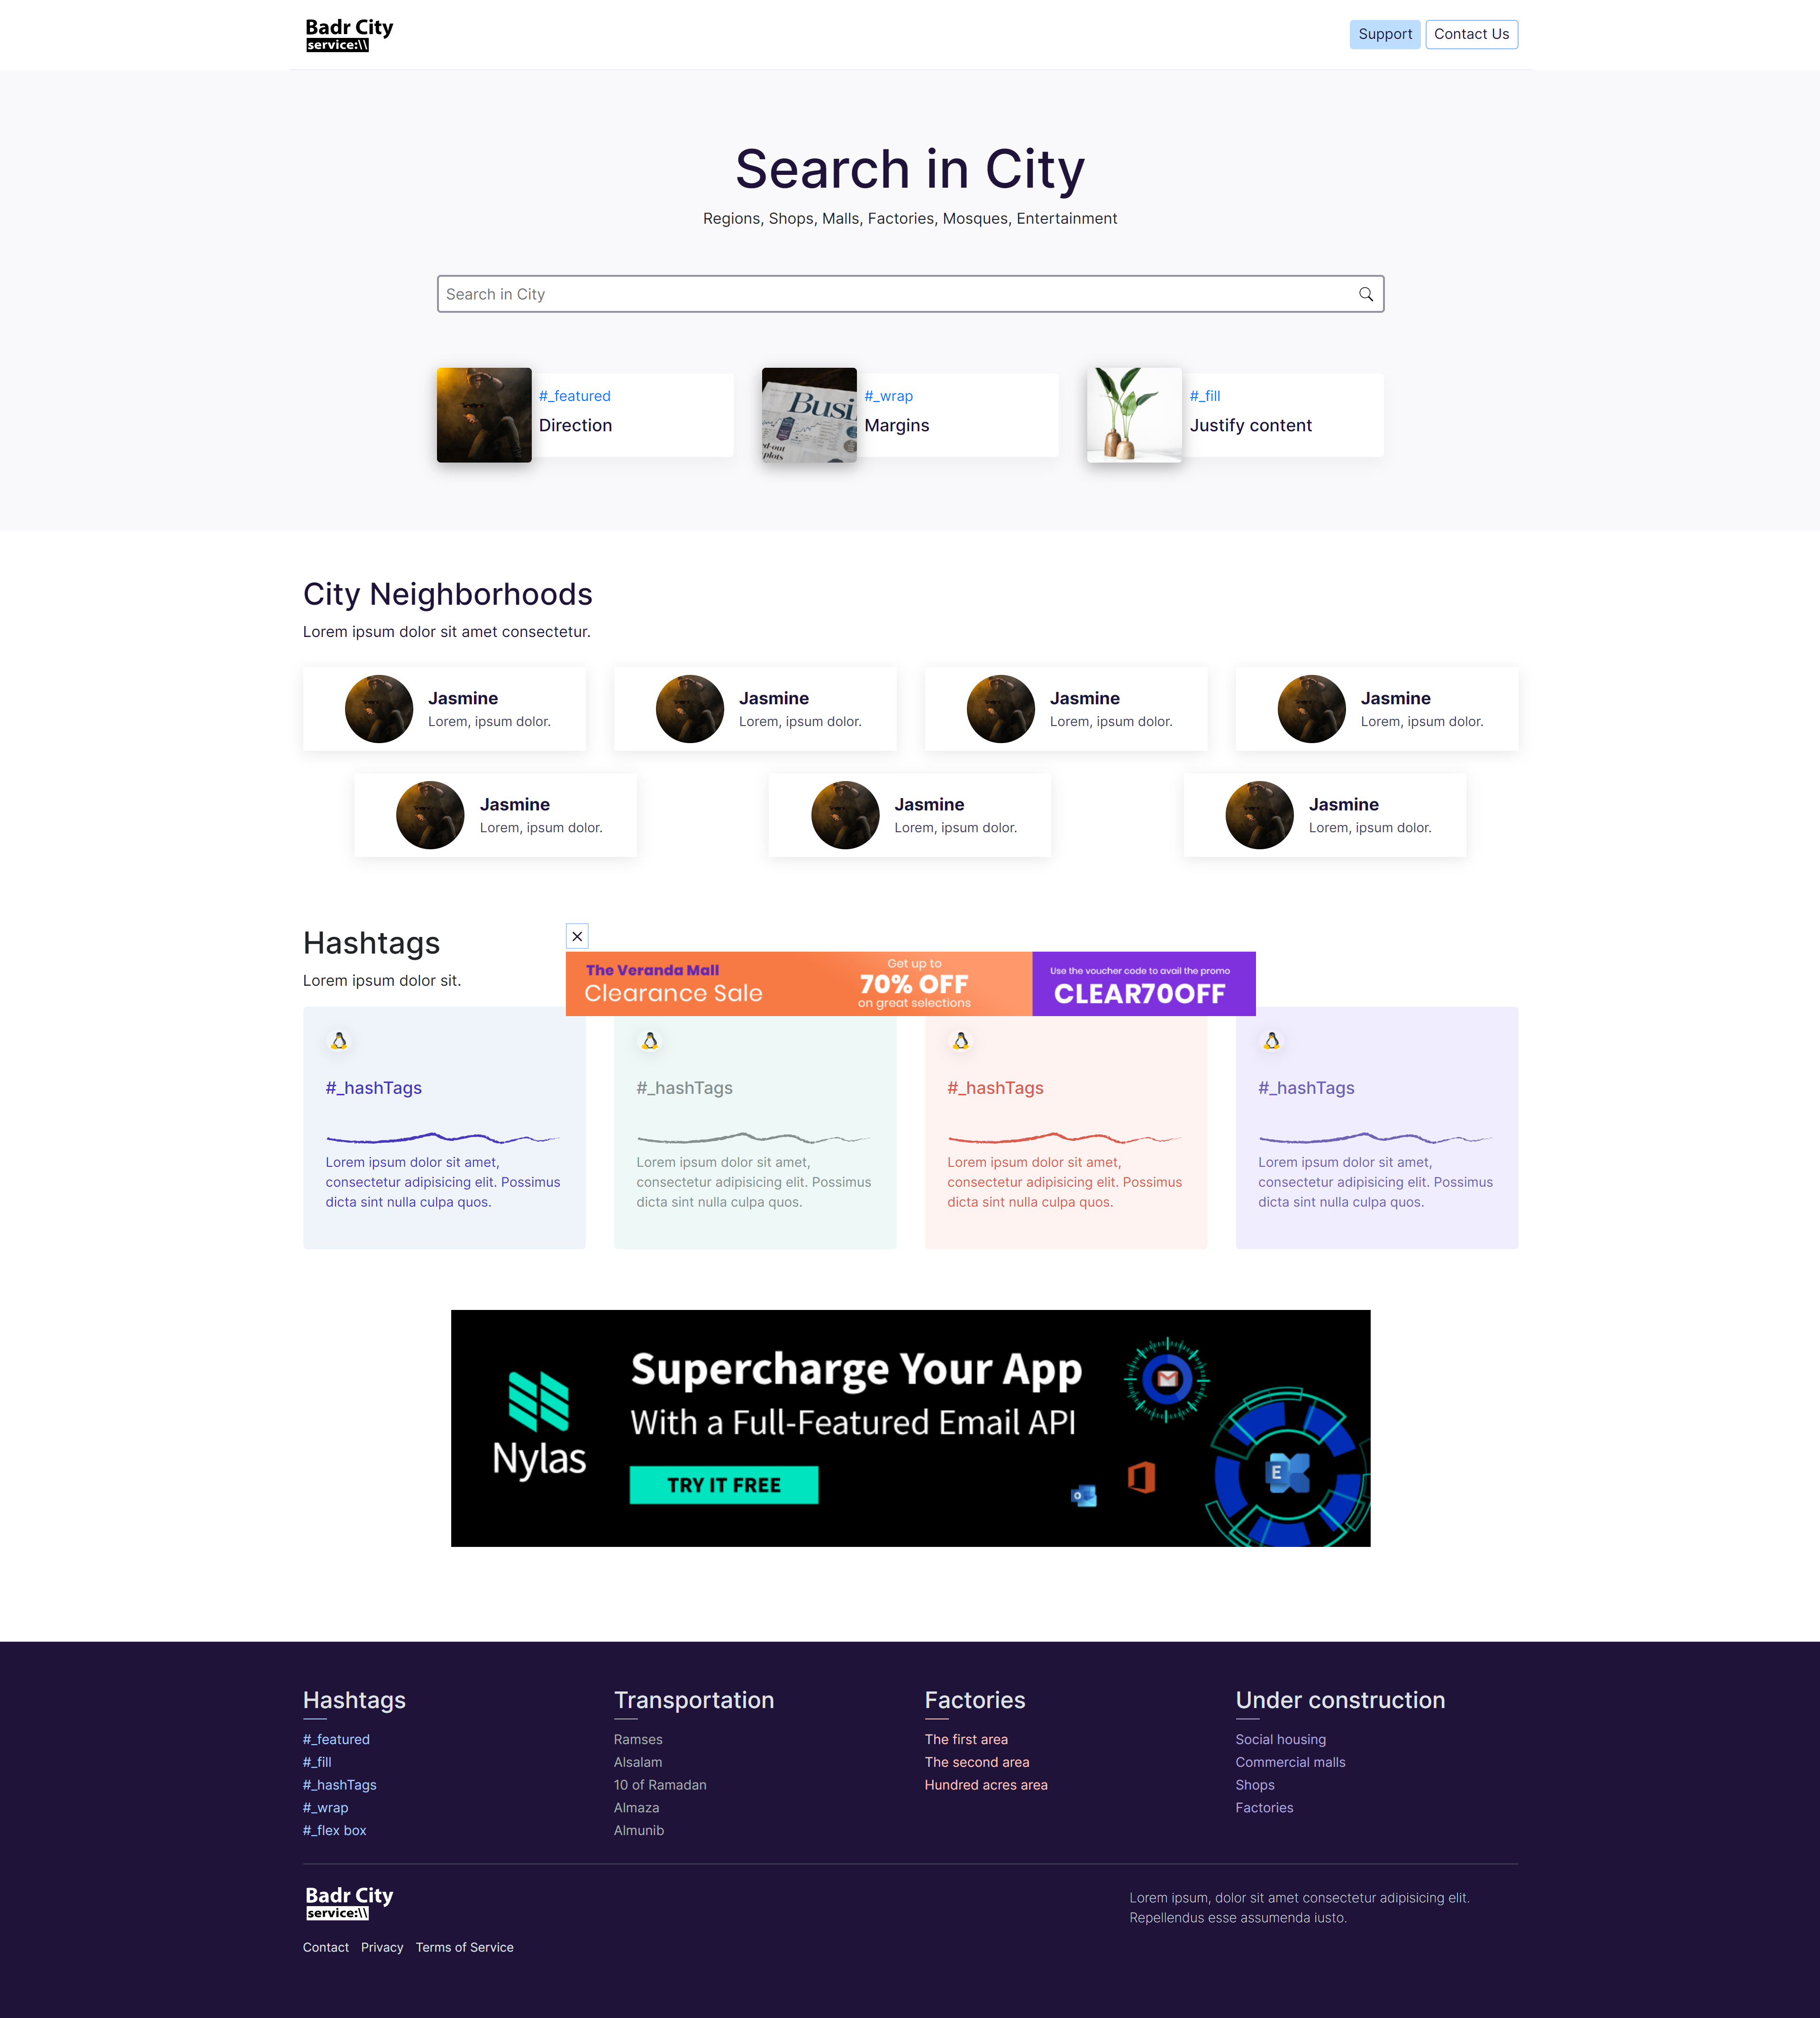 Badr City
service:\\
Support
Contact Us
Search in City
Regions, Shops, Malls, Factories, Mosques, Entertainment
Search in City
#_featured
Direction
Busi
#_wrap
Margins
#_fill
Justify content
City Neighborhoods
Lorem ipsum dolor sit amet consectetur.
Jasmine
Lorem, ipsum dolor.
Jasmine
Lorem, ipsum dolor.
Jasmine
Lorem, ipsum dolor.
Jasmine
Lorem, ipsum dolor.
Jasmine
Lorem, ipsum dolor.
Jasmine
Lorem, ipsum dolor.
Jasmine
Lorem, ipsum dolor.
Hashtags
Lorem ipsum dolor sit.
The Veranda Mall
Clearance Sale
Get up to
70% OFF
on great selections
Use the voucher code to avail the promo
CLEAR70OFF
#_hashTags
Lorem ipsum dolor sit amet,
consectetur adipisicing elit. Possimus
dicta sint nulla culpa quos.
#_hashTags
Lorem ipsum dolor sit amet,
consectetur adipisicing elit. Possimus
dicta sint nulla culpa quos.
#_hashTags
Lorem ipsum dolor sit amet,
consectetur adipisicing elit. Possimus
dicta sint nulla culpa quos.
#_hashTags
Lorem ipsum dolor sit amet,
consectetur adipisicing elit. Possimus
dicta sint nulla culpa quos.
Nylas
Supercharge Your App
With a Full-Featured Email API
TRY IT FREE
Hashtags
#_featured
#_fill
#_hashTags
#_wrap
#_flex box
Transportation
Ramses
Alsalam
10 of Ramadan
Almaza
Almunib
Factories
The first area
The second area
Hundred acres area
Under construction
Social housing
Commercial malls
Shops
Factories
Badr City
service:\\
Contact Privacy Terms of Service
Lorem ipsum, dolor sit amet consectetur adipisicing elit.
Repellendus esse assumenda iusto.